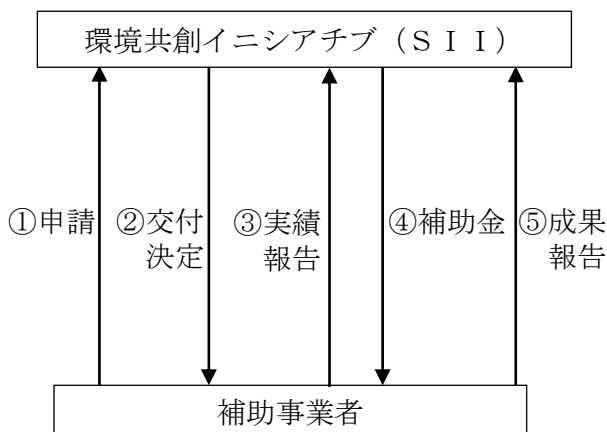 環境共創イニシアチブ（ＳＩＩ）
①申請
②交付
決定
③実績
報告
④補助金
⑤成果
報告
補助事業者